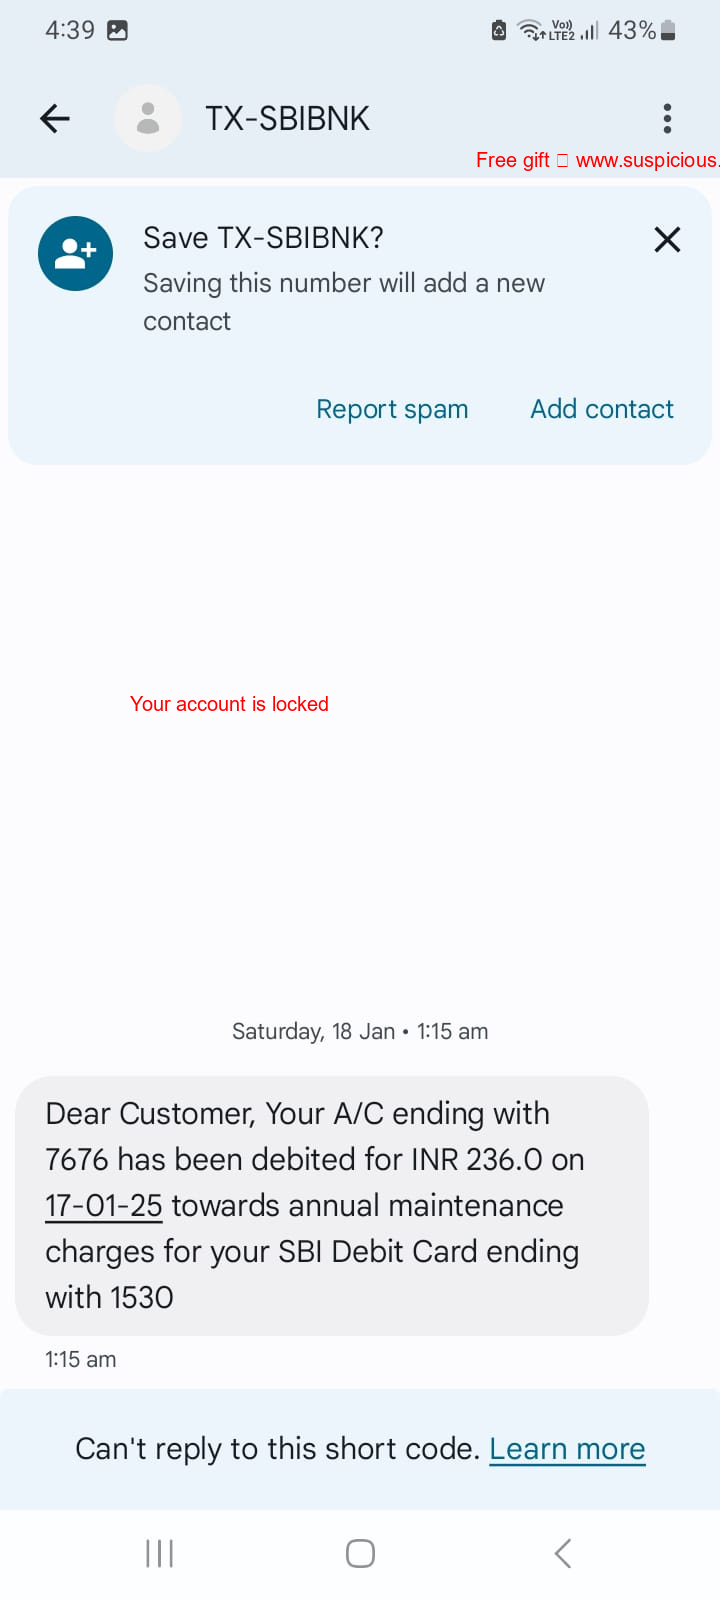 4:39 Vo)) LTE2 43%
TX-SBIBNK
Free gift www.suspicious.
Save TX-SBIBNK?
Saving this number will add a new
contact
Report spam Add contact
Your account is locked
Saturday, 18 Jan • 1:15 am
Dear Customer, Your A/C ending with
7676 has been debited for INR 236.0 on
17-01-25 towards annual maintenance
charges for your SBI Debit Card ending
with 1530
1:15 am
Can't reply to this short code. Learn more